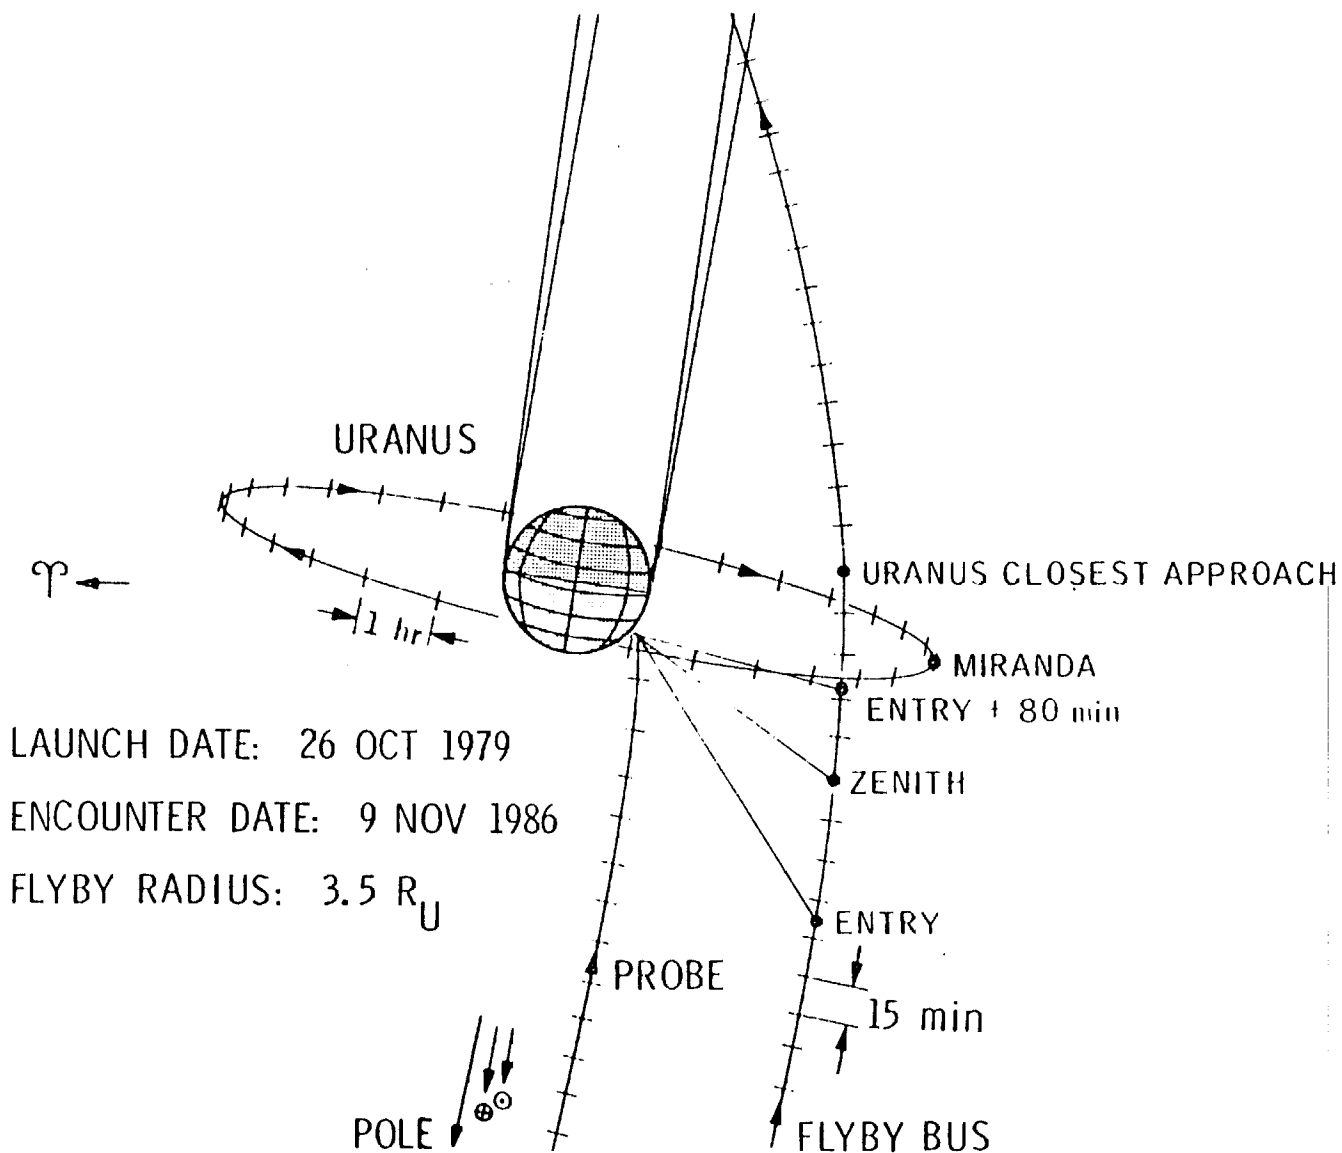 URANUS
♈
URANUS CLOSEST APPROACH
1 hr
MIRANDA
ENTRY + 80 min
LAUNCH DATE: 26 OCT 1979
ZENITH
ENCOUNTER DATE: 9 NOV 1986
FLYBY RADIUS: 3.5 R_U
ENTRY
PROBE
15 min
POLE
FLYBY BUS